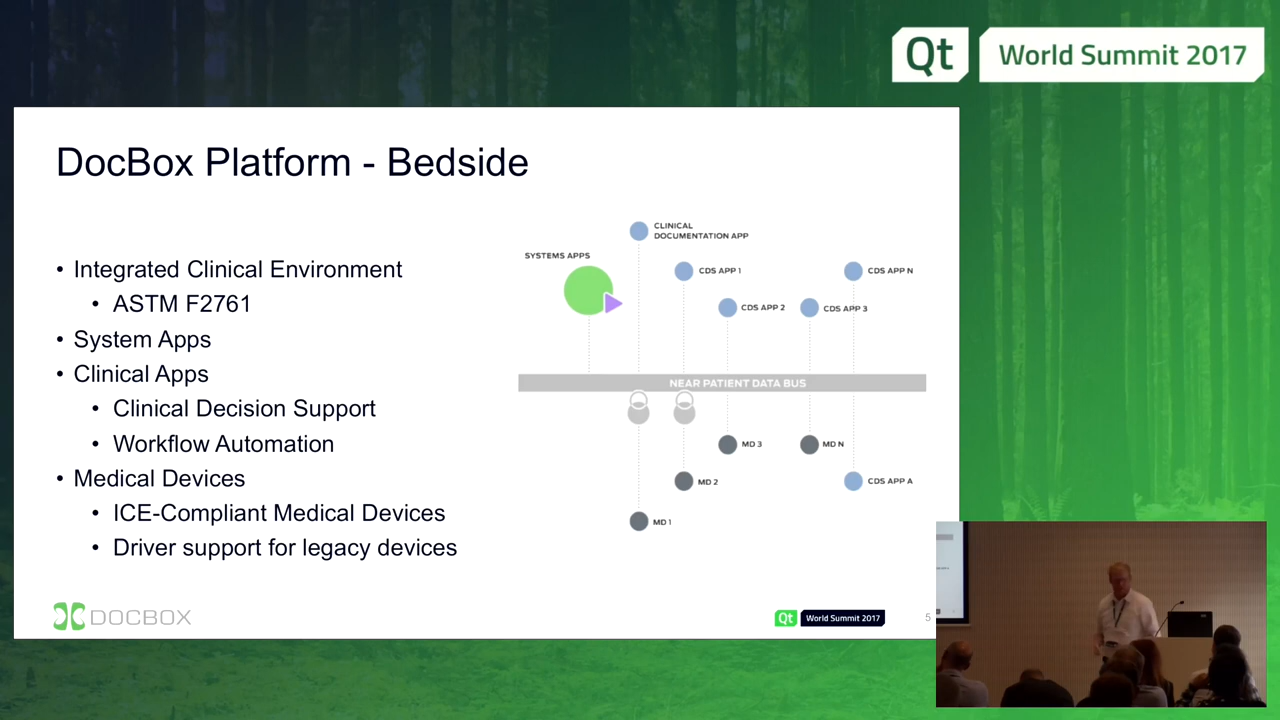 Qt World Summit 2017
DocBox Platform - Bedside
• Integrated Clinical Environment
• ASTM F2761
• System Apps
• Clinical Apps
• Clinical Decision Support
• Workflow Automation
• Medical Devices
• ICE-Compliant Medical Devices
• Driver support for legacy devices
CLINICAL
DOCUMENTATION APP
SYSTEMS APPS
CDS APP 1
CDS APP N
CDS APP 2
CDS APP 3
NEAR PATIENT DATA BUS
MD 3
MD N
MD 2
CDS APP A
MD 1
DOCBOX
Qt World Summit 2017
5